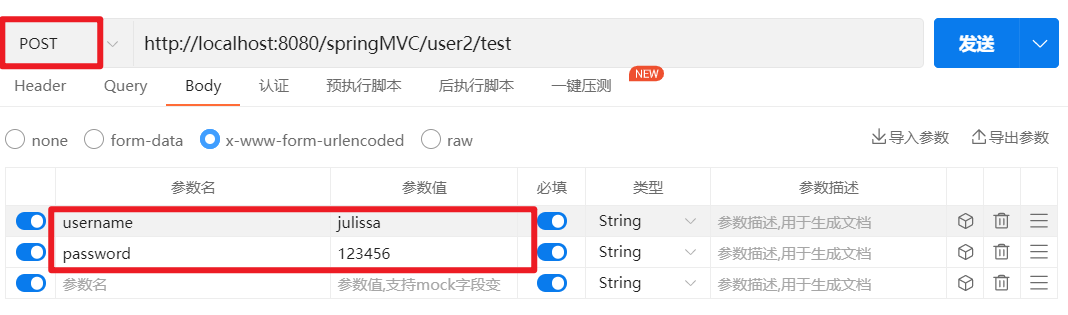 POST http://localhost:8080/springMVC/user2/test 发送
NEW
Header Query Body 认证 预执行脚本 后执行脚本 一键压测
none form-data x-www-form-urlencoded raw 导入参数 导出参数
参数名 参数值 必填 类型 参数描述
username julissa String 参数描述,用于生成文档
password 123456 String 参数描述,用于生成文档
参数名 参数值,支持mock字段变 String 参数描述,用于生成文档